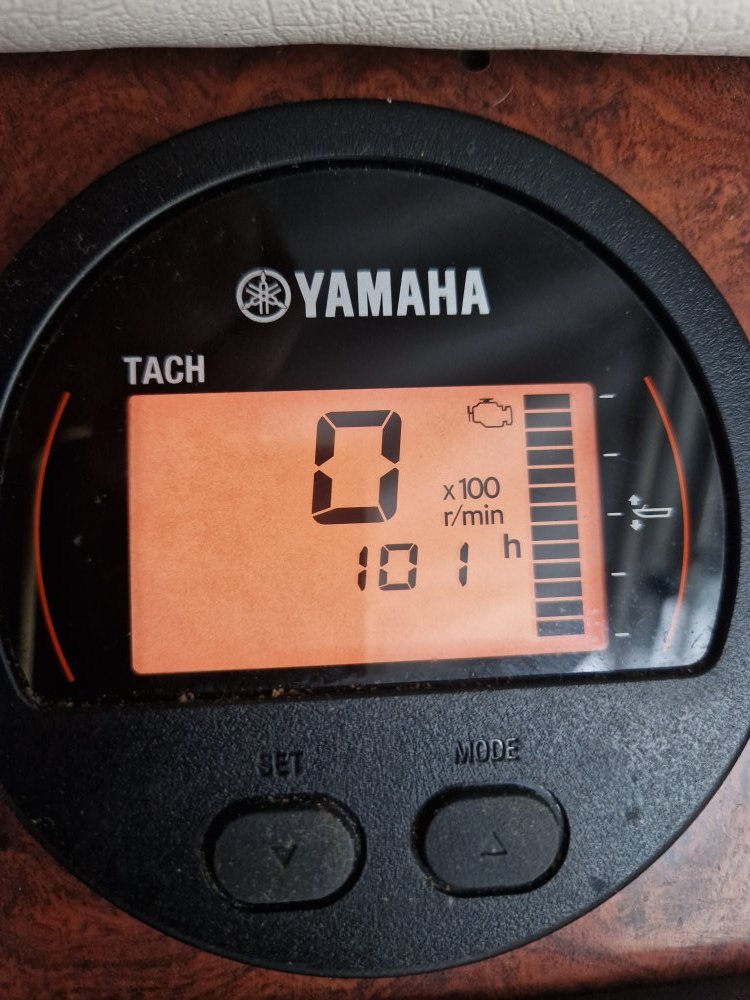 YAMAHA
TACH
0
x100
r/min
101 h
SET
MODE